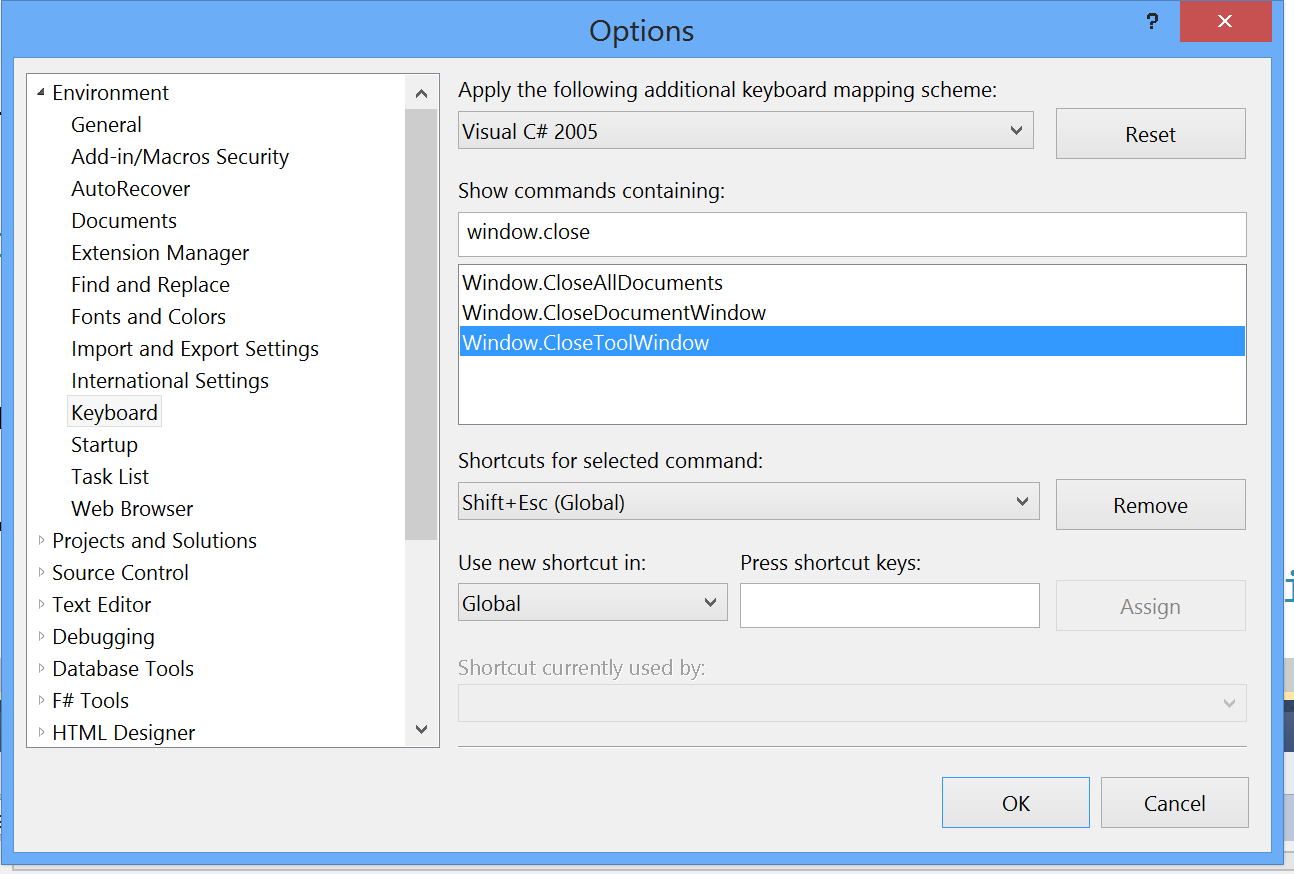 Options
?
Environment
General
Add-in/Macros Security
AutoRecover
Documents
Extension Manager
Find and Replace
Fonts and Colors
Import and Export Settings
International Settings
Keyboard
Startup
Task List
Web Browser
Projects and Solutions
Source Control
Text Editor
Debugging
Database Tools
F# Tools
HTML Designer
Apply the following additional keyboard mapping scheme:
Visual C# 2005
Reset
Show commands containing:
window.close
Window.CloseAllDocuments
Window.CloseDocumentWindow
Window.CloseToolWindow
Shortcuts for selected command:
Shift+Esc (Global)
Remove
Use new shortcut in:
Press shortcut keys:
Global
Assign
Shortcut currently used by:
OK
Cancel